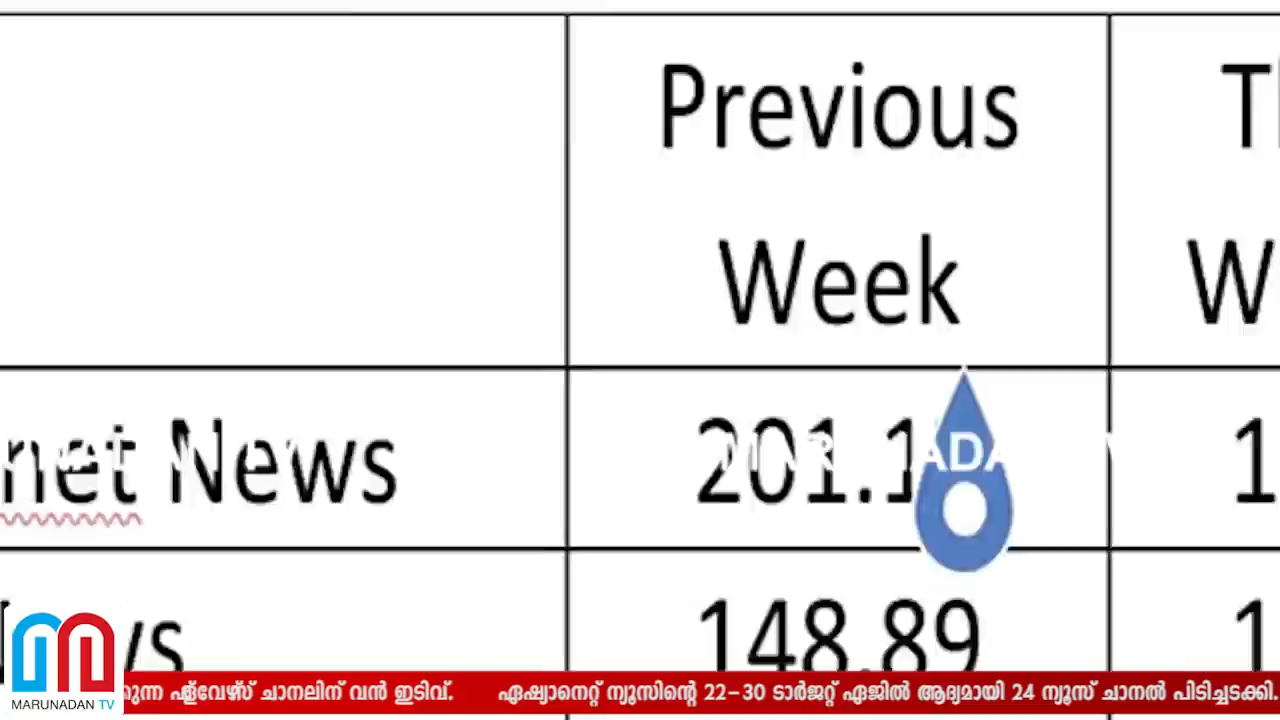 Previous
Week
net News
201.1
148.89
MARUNADAN TV
ചാനലിന് വൻ ഇടിവ്. ഏഷ്യാനെറ്റ് ന്യൂസിന്റെ 22-30 ടാർജറ്റ് ഏജിൽ ആദ്യമായി 24 ന്യൂസ് ചാനൽ പിടിച്ചടക്കി.